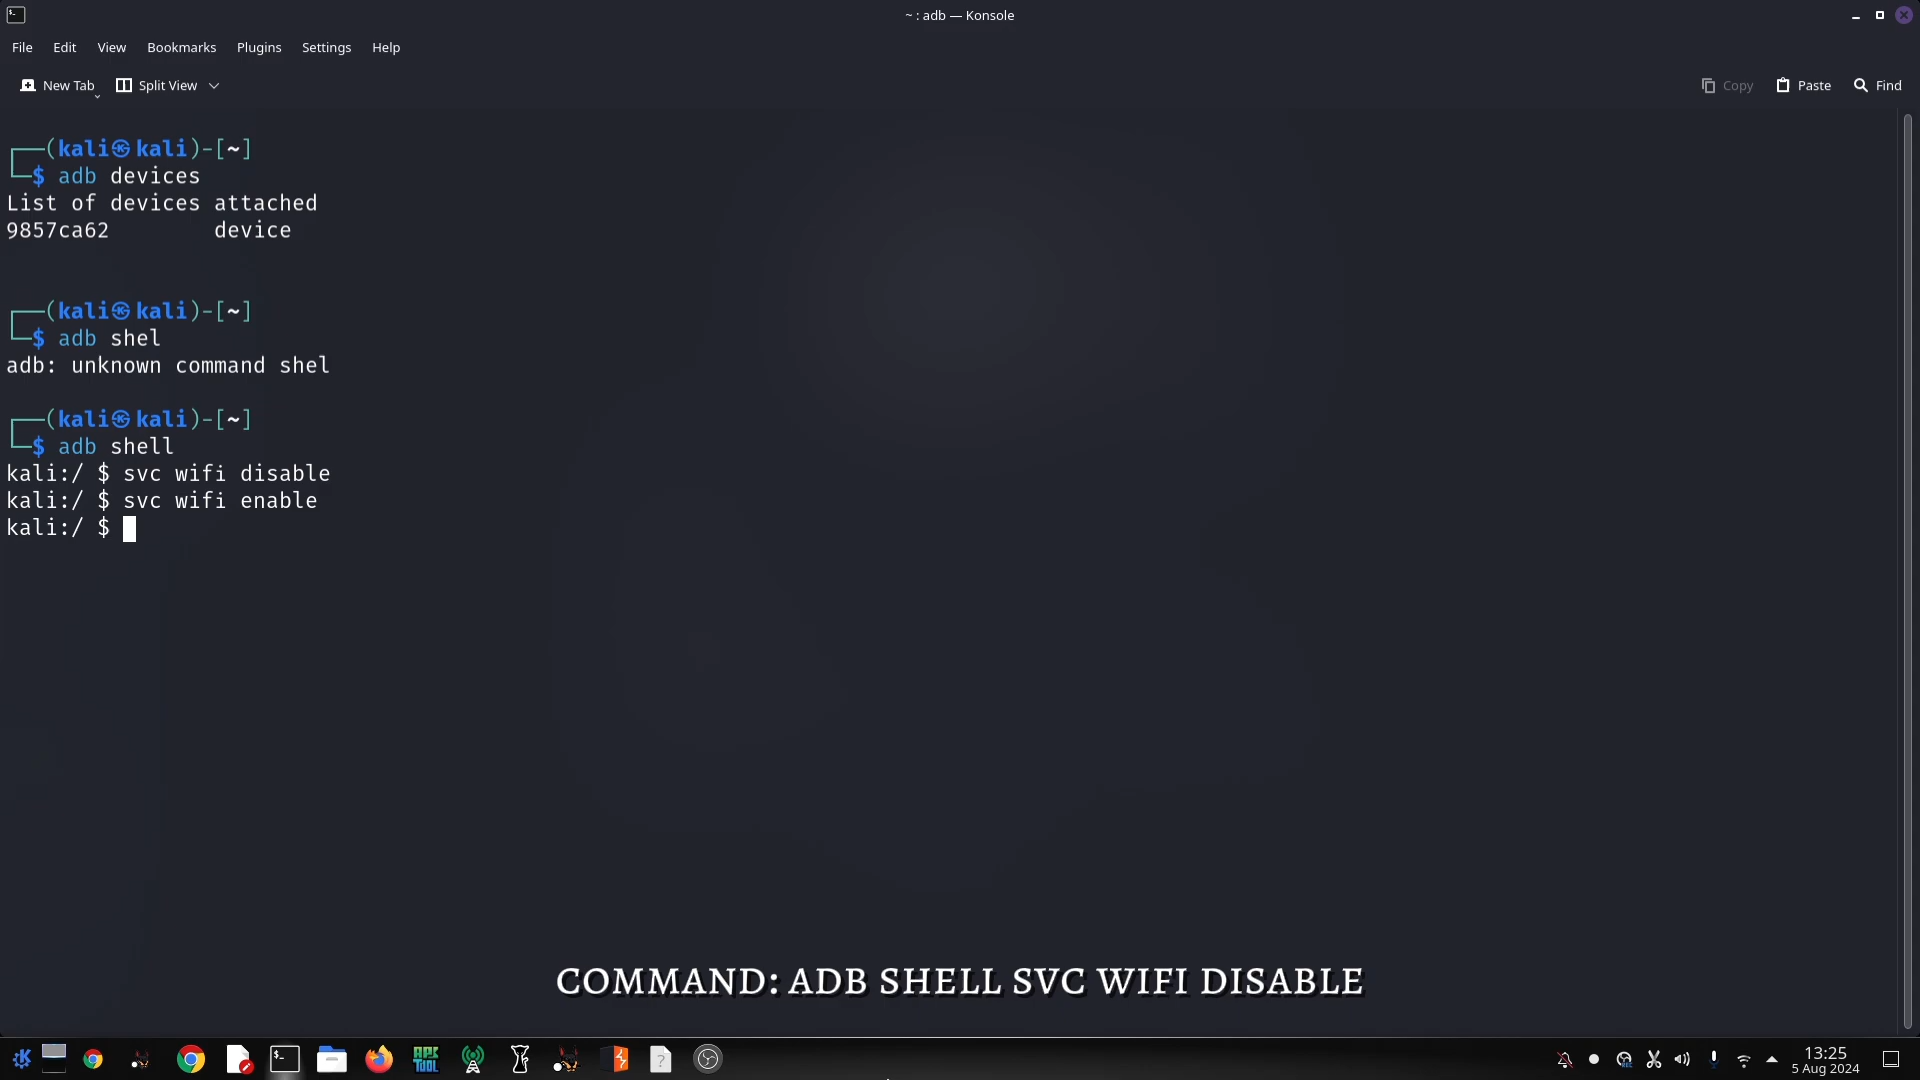 ~ : adb — Konsole
File Edit View Bookmarks Plugins Settings Help
New Tab Split View Copy Paste Find
┌──(kali㉿kali)-[~]
└─$ adb devices
List of devices attached
9857ca62        device
┌──(kali㉿kali)-[~]
└─$ adb shel
adb: unknown command shel
┌──(kali㉿kali)-[~]
└─$ adb shell
kali:/ $ svc wifi disable
kali:/ $ svc wifi enable
kali:/ $
COMMAND: ADB SHELL SVC WIFI DISABLE
APK
TOOL
13:25
5 Aug 2024